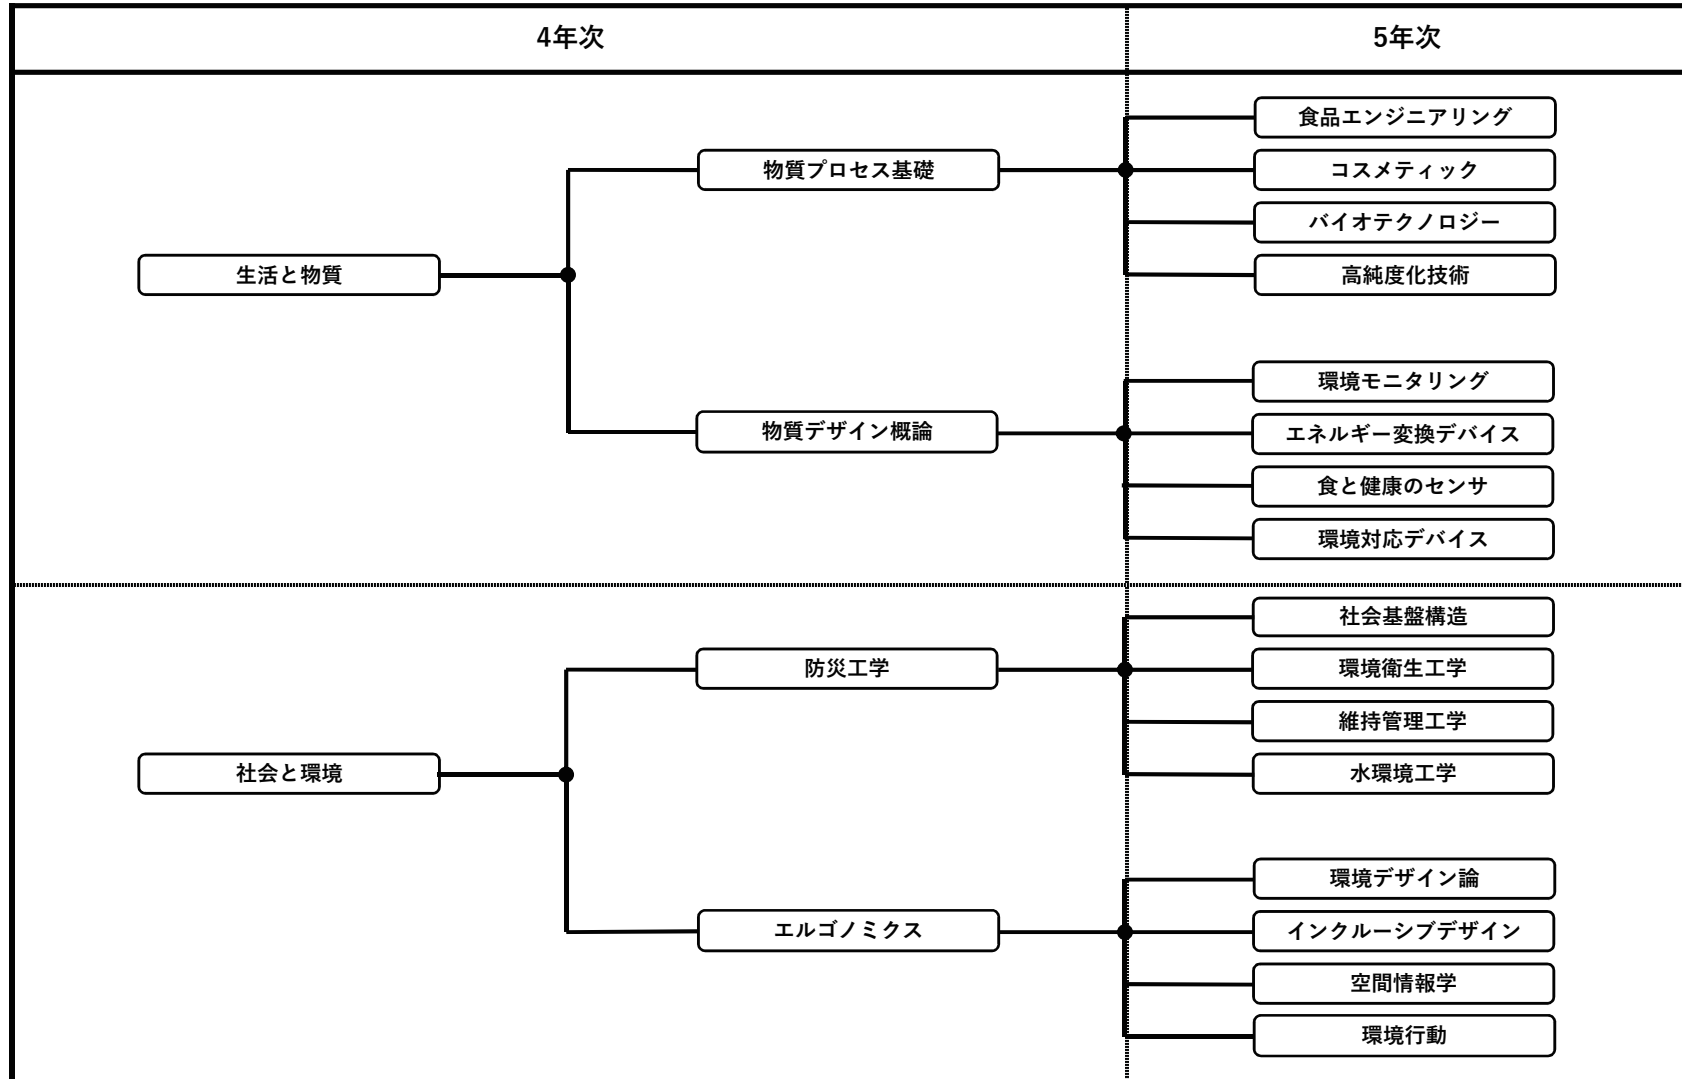 4年次
5年次
生活と物質
物質プロセス基礎
食品エンジニアリング
コスメティック
バイオテクノロジー
高純度化技術
物質デザイン概論
環境モニタリング
エネルギー変換デバイス
食と健康のセンサ
環境対応デバイス
社会と環境
防災工学
社会基盤構造
環境衛生工学
維持管理工学
水環境工学
エルゴノミクス
環境デザイン論
インクルーシブデザイン
空間情報学
環境行動